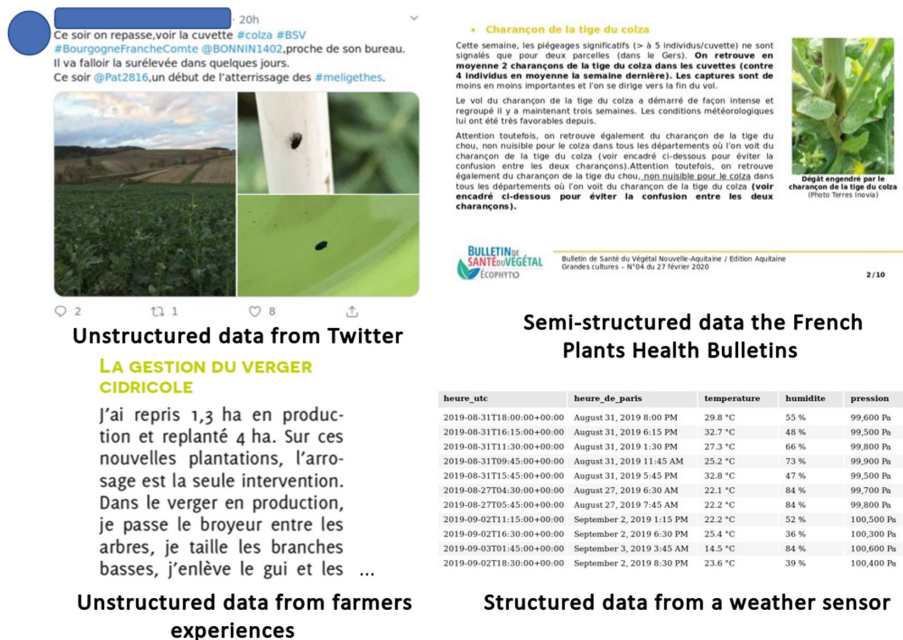 20h
Ce soir on repasse,voir la cuvette #colza #BSV
#BourgogneFrancheComte @BONNIN1402,proche de son bureau.
Il va falloir la surélevée dans quelques jours.
Ce soir @Pat2816,un début de l'atterrissage des #meligethes.
2 1 8
Unstructured data from Twitter
• Charançon de la tige du colza
Cette semaine, les piégeages significatifs (> à 5 individus/cuvette) ne sont
signalés que pour deux parcelles (dans le Gers). On retrouve en
moyenne 2 charançons de la tige du colza dans les cuvettes (contre
4 individus en moyenne la semaine dernière). Les captures sont de
moins en moins importantes et l'on se dirige vers la fin du vol.
Le vol du charançon de la tige du colza a démarré de façon intense et
regroupé il y a maintenant trois semaines. Les conditions météorologiques
lui ont été très favorables depuis.
Attention toutefois, on retrouve également du charançon de la tige du
chou, non nuisible pour le colza dans tous les départements où l'on voit du
charançon de la tige du colza (voir encadré ci-dessous pour éviter la
confusion entre les deux charançons).Attention toutefois, on retrouve
également du charançon de la tige du chou, non nuisible pour le colza dans
tous les départements où l'on voit du charançon de la tige du colza (voir
encadré ci-dessous pour éviter la confusion entre les deux
charançons).
Dégât engendré par le
charançon de la tige du colza
(Photo Terres Inovia)
BULLETIN DE
SANTÉ DU VÉGÉTAL
ÉCOPHYTO
Bulletin de Santé du Végétal Nouvelle-Aquitaine / Edition Aquitaine
Grandes cultures – N°04 du 27 février 2020
2/10
Semi-structured data the French
Plants Health Bulletins
LA GESTION DU VERGER
CIDRICOLE
J'ai repris 1,3 ha en produc-
tion et replanté 4 ha. Sur ces
nouvelles plantations, l'arro-
sage est la seule intervention.
Dans le verger en production,
je passe le broyeur entre les
arbres, je taille les branches
basses, j'enlève le gui et les ...
Unstructured data from farmers
experiences
heure_utc heure_de_paris temperature humidite pression
2019-08-31T18:00:00+00:00 August 31, 2019 8:00 PM 29.8 °C 55 % 99,600 Pa
2019-08-31T16:15:00+00:00 August 31, 2019 6:15 PM 32.7 °C 48 % 99,500 Pa
2019-08-31T11:30:00+00:00 August 31, 2019 1:30 PM 27.3 °C 66 % 99,800 Pa
2019-08-31T09:45:00+00:00 August 31, 2019 11:45 AM 25.2 °C 73 % 99,900 Pa
2019-08-31T15:45:00+00:00 August 31, 2019 5:45 PM 32.8 °C 47 % 99,500 Pa
2019-08-27T04:30:00+00:00 August 27, 2019 6:30 AM 22.1 °C 84 % 99,700 Pa
2019-08-27T05:45:00+00:00 August 27, 2019 7:45 AM 22.2 °C 84 % 99,800 Pa
2019-09-02T11:15:00+00:00 September 2, 2019 1:15 PM 22.2 °C 52 % 100,500 Pa
2019-09-02T16:30:00+00:00 September 2, 2019 6:30 PM 25.4 °C 36 % 100,300 Pa
2019-09-03T01:45:00+00:00 September 3, 2019 3:45 AM 14.5 °C 84 % 100,600 Pa
2019-09-02T18:30:00+00:00 September 2, 2019 8:30 PM 23.6 °C 39 % 100,400 Pa
Structured data from a weather sensor